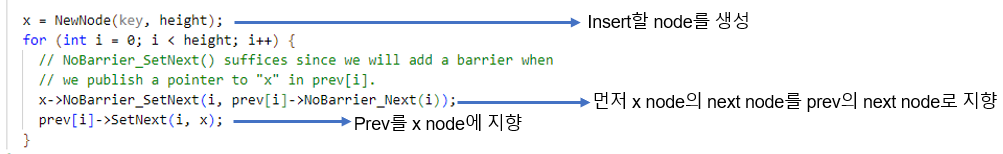 x = NewNode(key, height); Insert할 node를 생성
for (int i = 0; i < height; i++) {
// NoBarrier_SetNext() suffices since we will add a barrier when
// we publish a pointer to "x" in prev[i].
x->NoBarrier_SetNext(i, prev[i]->NoBarrier_Next(i)); 먼저 x node의 next node를 prev의 next node로 지향
prev[i]->SetNext(i, x); Prev를 x node에 지향
}